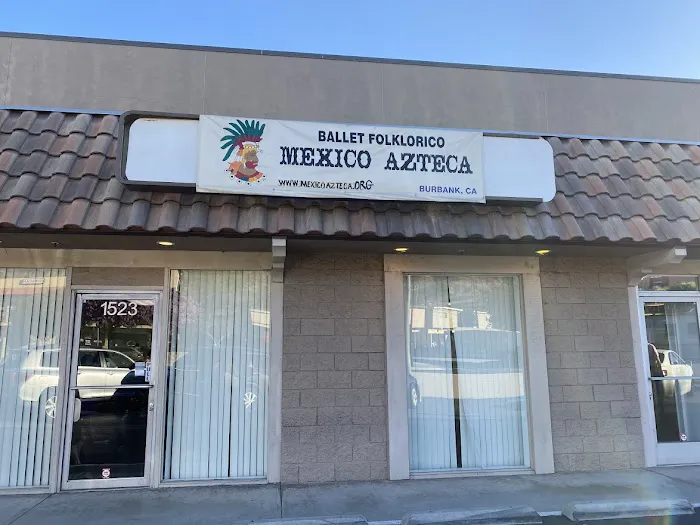 BALLET FOLKLORICO
MEXICO AZTECA
WWW.MEXICOAZTECA.ORG
BURBANK, CA
1523